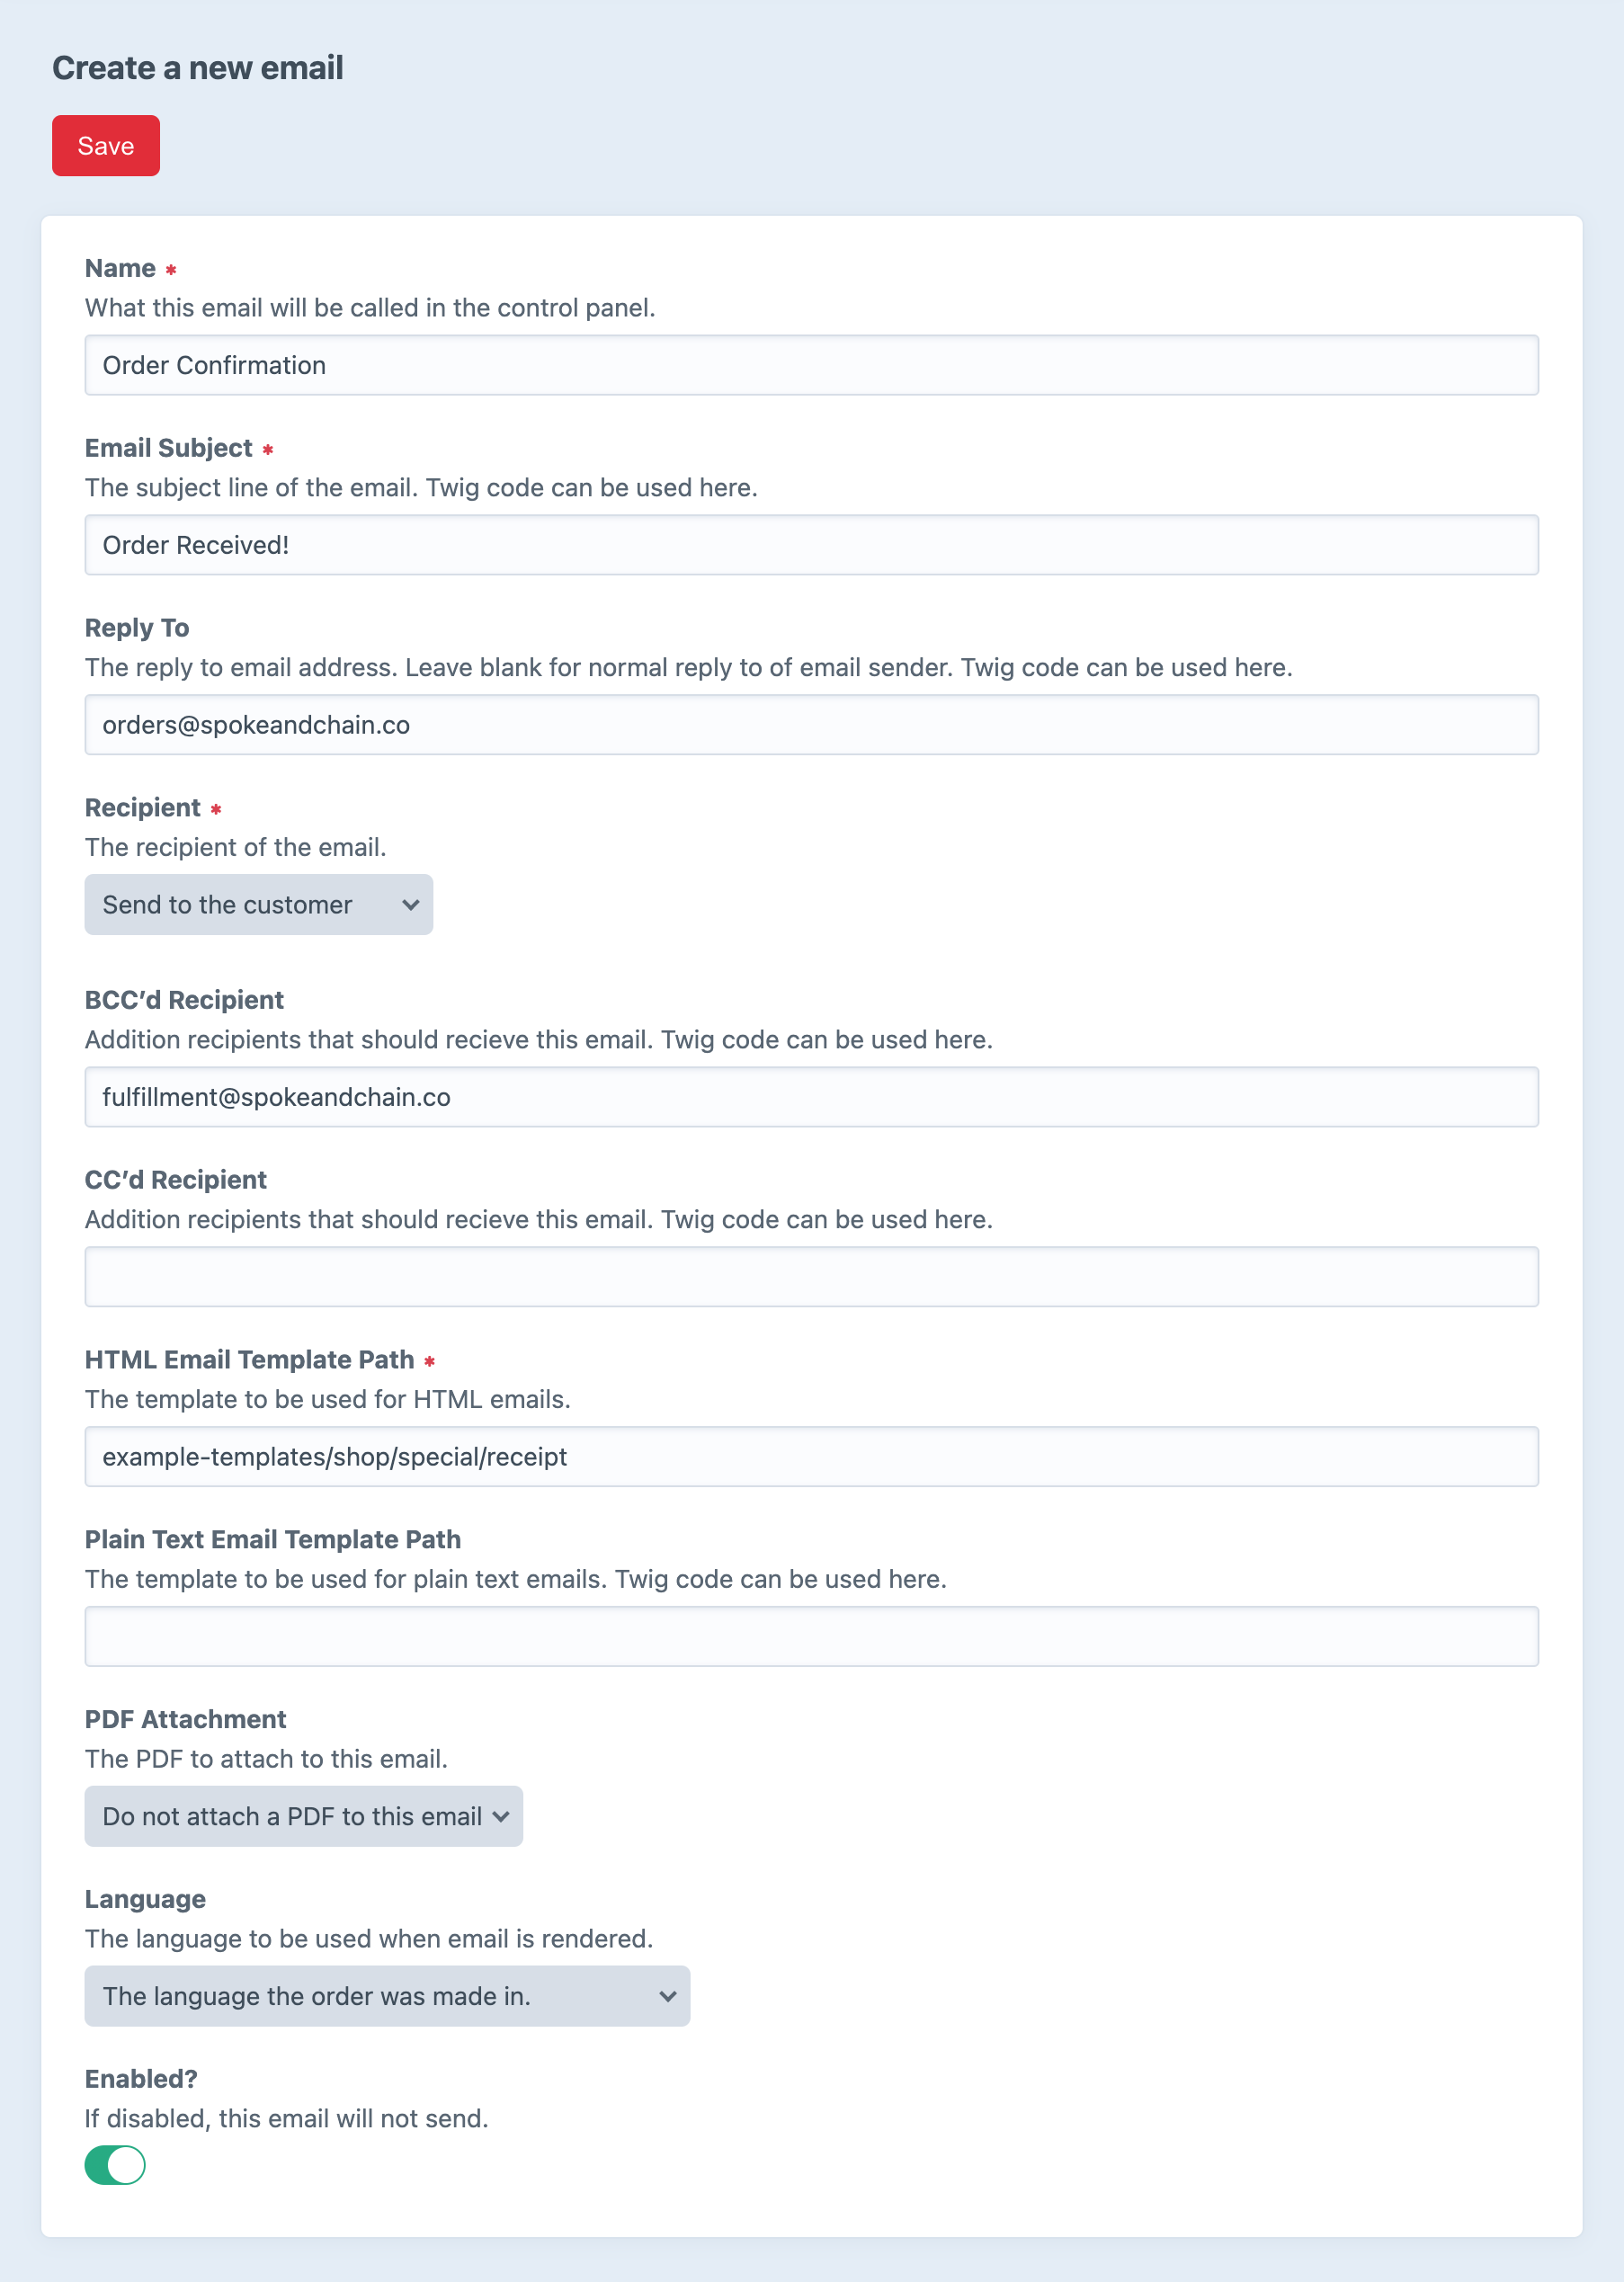 Create a new email
Save
Name *
What this email will be called in the control panel.
Order Confirmation
Email Subject *
The subject line of the email. Twig code can be used here.
Order Received!
Reply To
The reply to email address. Leave blank for normal reply to of email sender. Twig code can be used here.
orders@spokeandchain.co
Recipient *
The recipient of the email.
Send to the customer
BCC’d Recipient
Addition recipients that should recieve this email. Twig code can be used here.
fulfillment@spokeandchain.co
CC’d Recipient
Addition recipients that should recieve this email. Twig code can be used here.
HTML Email Template Path *
The template to be used for HTML emails.
example-templates/shop/special/receipt
Plain Text Email Template Path
The template to be used for plain text emails. Twig code can be used here.
PDF Attachment
The PDF to attach to this email.
Do not attach a PDF to this email
Language
The language to be used when email is rendered.
The language the order was made in.
Enabled?
If disabled, this email will not send.